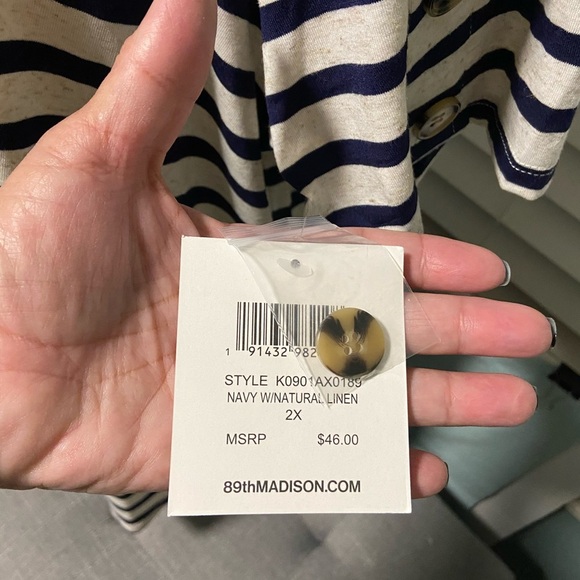 1 91432 982
STYLE K0901AX0189
NAVY W/NATURAL LINEN
2X
MSRP $46.00
89thMADISON.COM